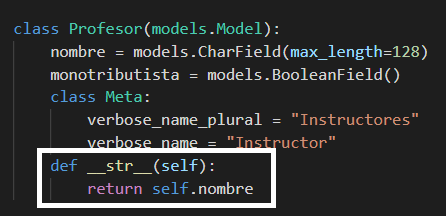 class Profesor(models.Model):
    nombre = models.CharField(max_length=128)
    monotributista = models.BooleanField()
    class Meta:
        verbose_name_plural = "Instructores"
        verbose_name = "Instructor"
    def __str__(self):
        return self.nombre